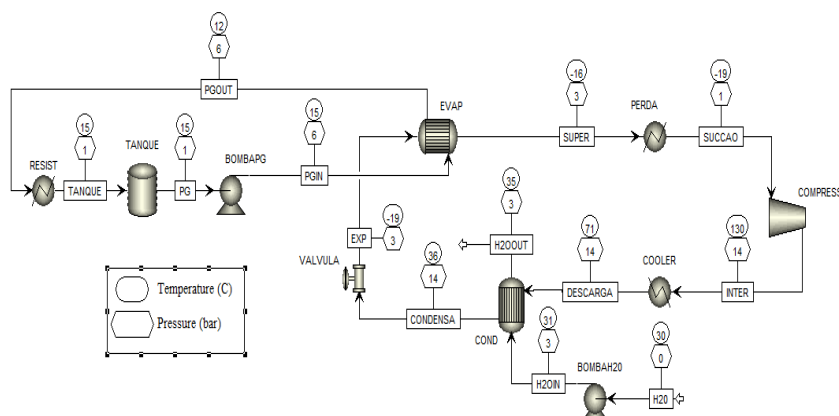 12
6
PGOUT
EVAP
-16
3
SUPER
PERDA
-19
1
SUCCAO
COMPRESS
15
1
TANQUE
RESIST
TANQUE
15
1
PG
BOMBAPG
15
6
PGIN
35
3
H2OOUT
-19
3
EXP
VALVULA
36
14
CONDENSA
71
14
DESCARGA
COOLER
130
14
INTER
COND
31
3
H2OIN
BOMBAH20
30
0
H20
Temperature (C)
Pressure (bar)